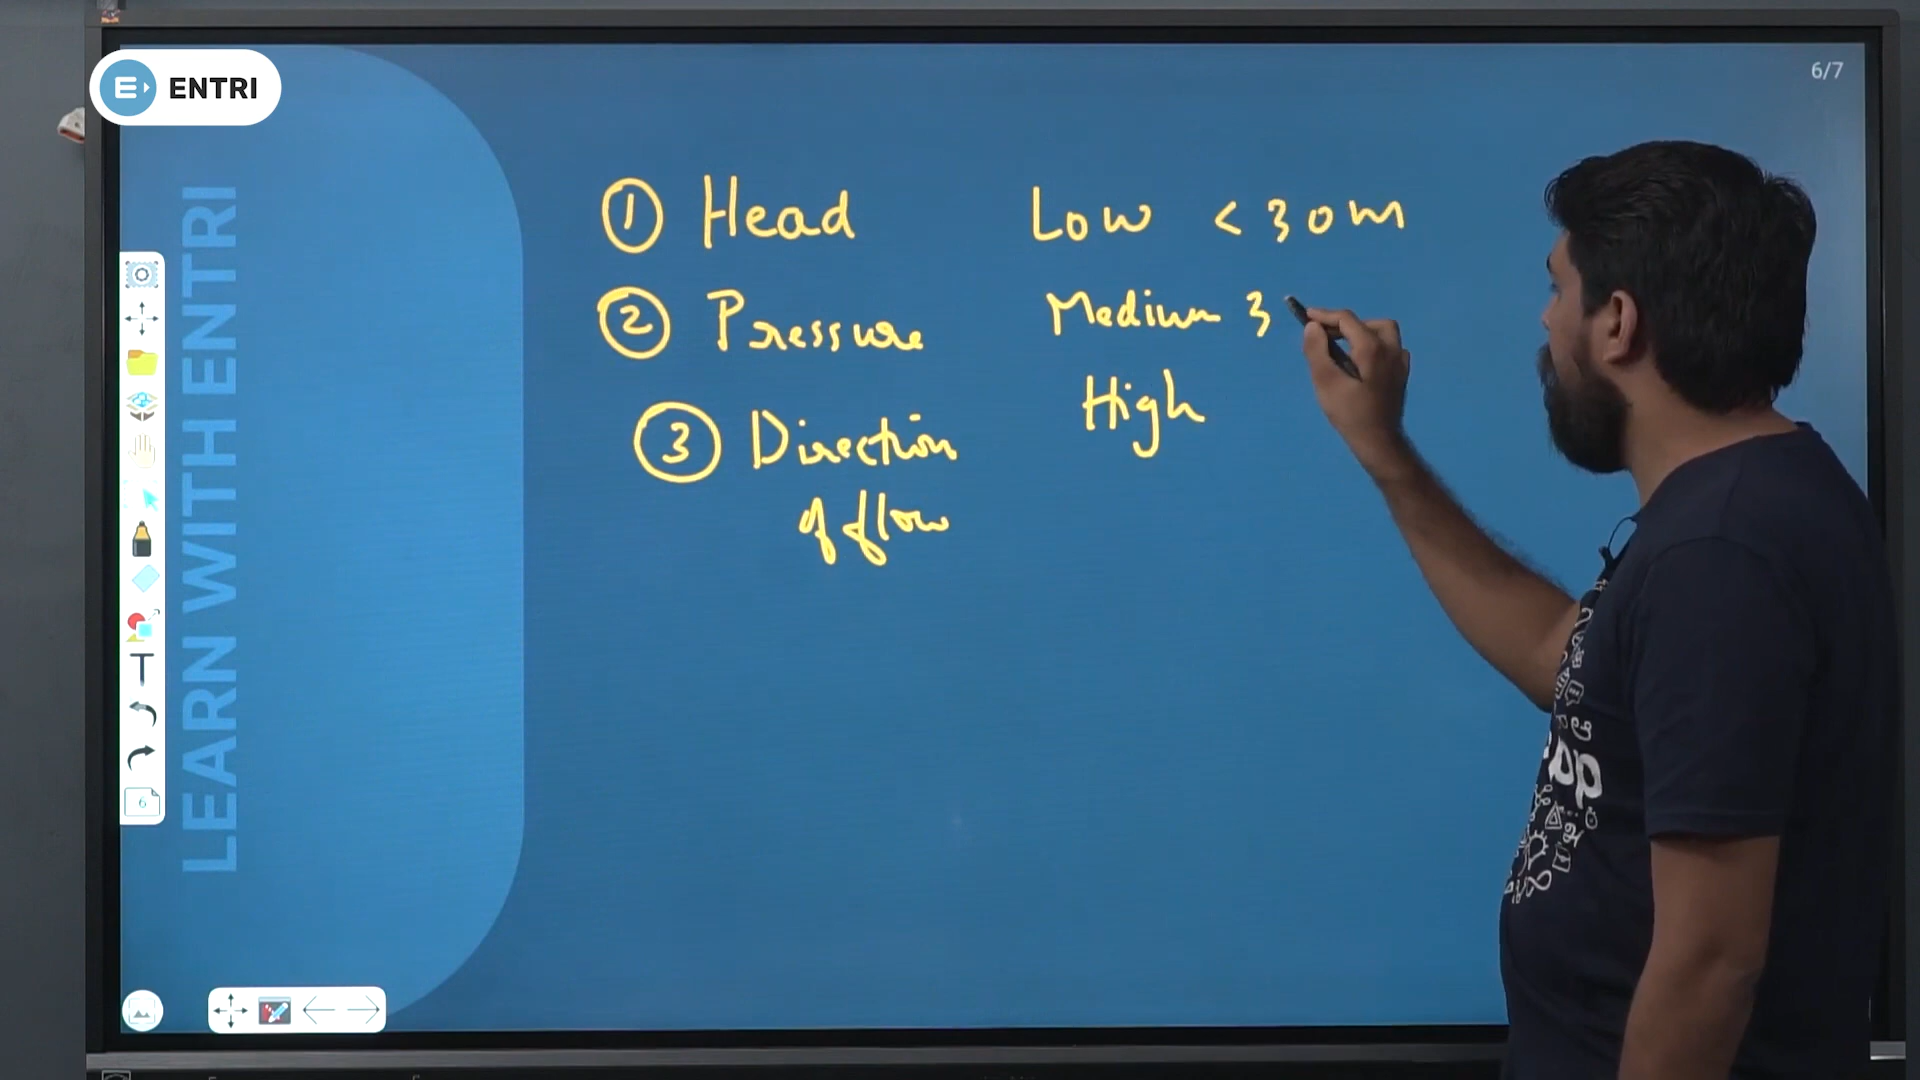 ENTRI
6/7
LEARN WITH ENTRI
① Head Low < 30m
② Pressure Medium 3
③ Direction High
of flow
T
6